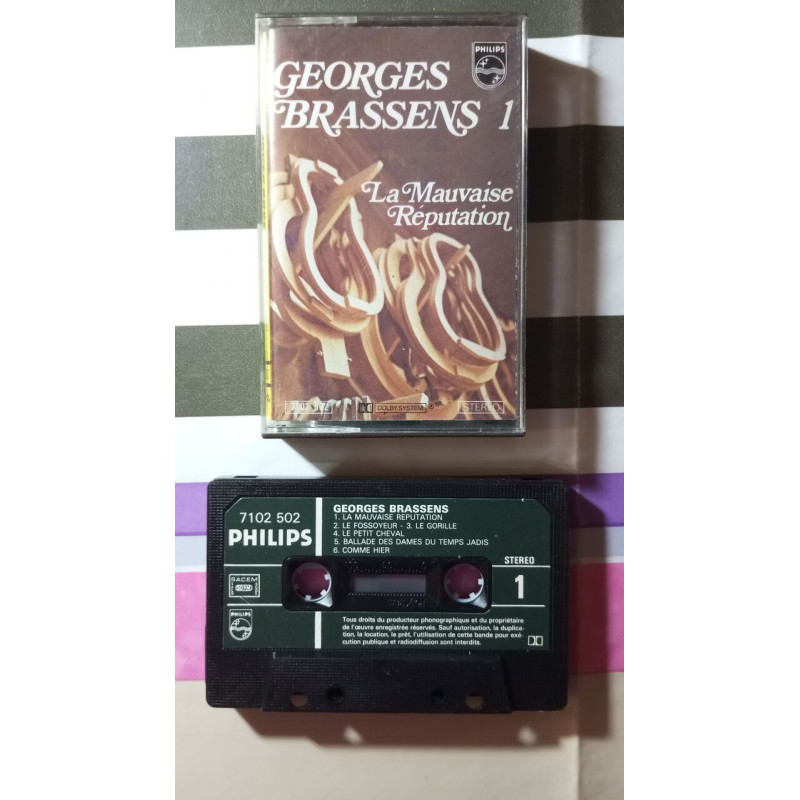 PHILIPS
GEORGES
BRASSENS 1
La Mauvaise
Réputation
DOLBY SYSTEM
STEREO
7102 502
PHILIPS
GEORGES BRASSENS
1. LA MAUVAISE REPUTATION
2. LE FOSSOYEUR - 3. LE GORILLE
4. LE PETIT CHEVAL
5. BALLADE DES DAMES DU TEMPS JADIS
6. COMME HIER
STEREO
1
SACEM
SDRM
PHILIPS
Tous droits du producteur phonographique et du propriétaire
de l'œuvre enregistrée réservés. Sauf autorisation, la duplica-
tion, la location, le prêt, l'utilisation de cette bande pour exé-
cution publique et radiodiffusion sont interdits.